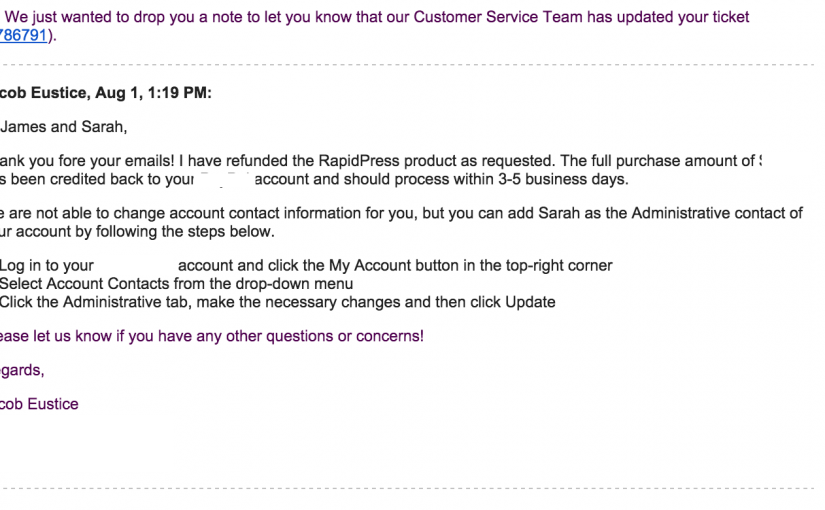 We just wanted to drop you a note to let you know that our Customer Service Team has updated your ticket
786791).
cob Eustice, Aug 1, 1:19 PM:
James and Sarah,
ank you fore your emails! I have refunded the RapidPress product as requested. The full purchase amount of
s been credited back to your account and should process within 3-5 business days.
e are not able to change account contact information for you, but you can add Sarah as the Administrative contact of
ur account by following the steps below.
Log in to your account and click the My Account button in the top-right corner
Select Account Contacts from the drop-down menu
Click the Administrative tab, make the necessary changes and then click Update
ease let us know if you have any other questions or concerns!
gards,
cob Eustice